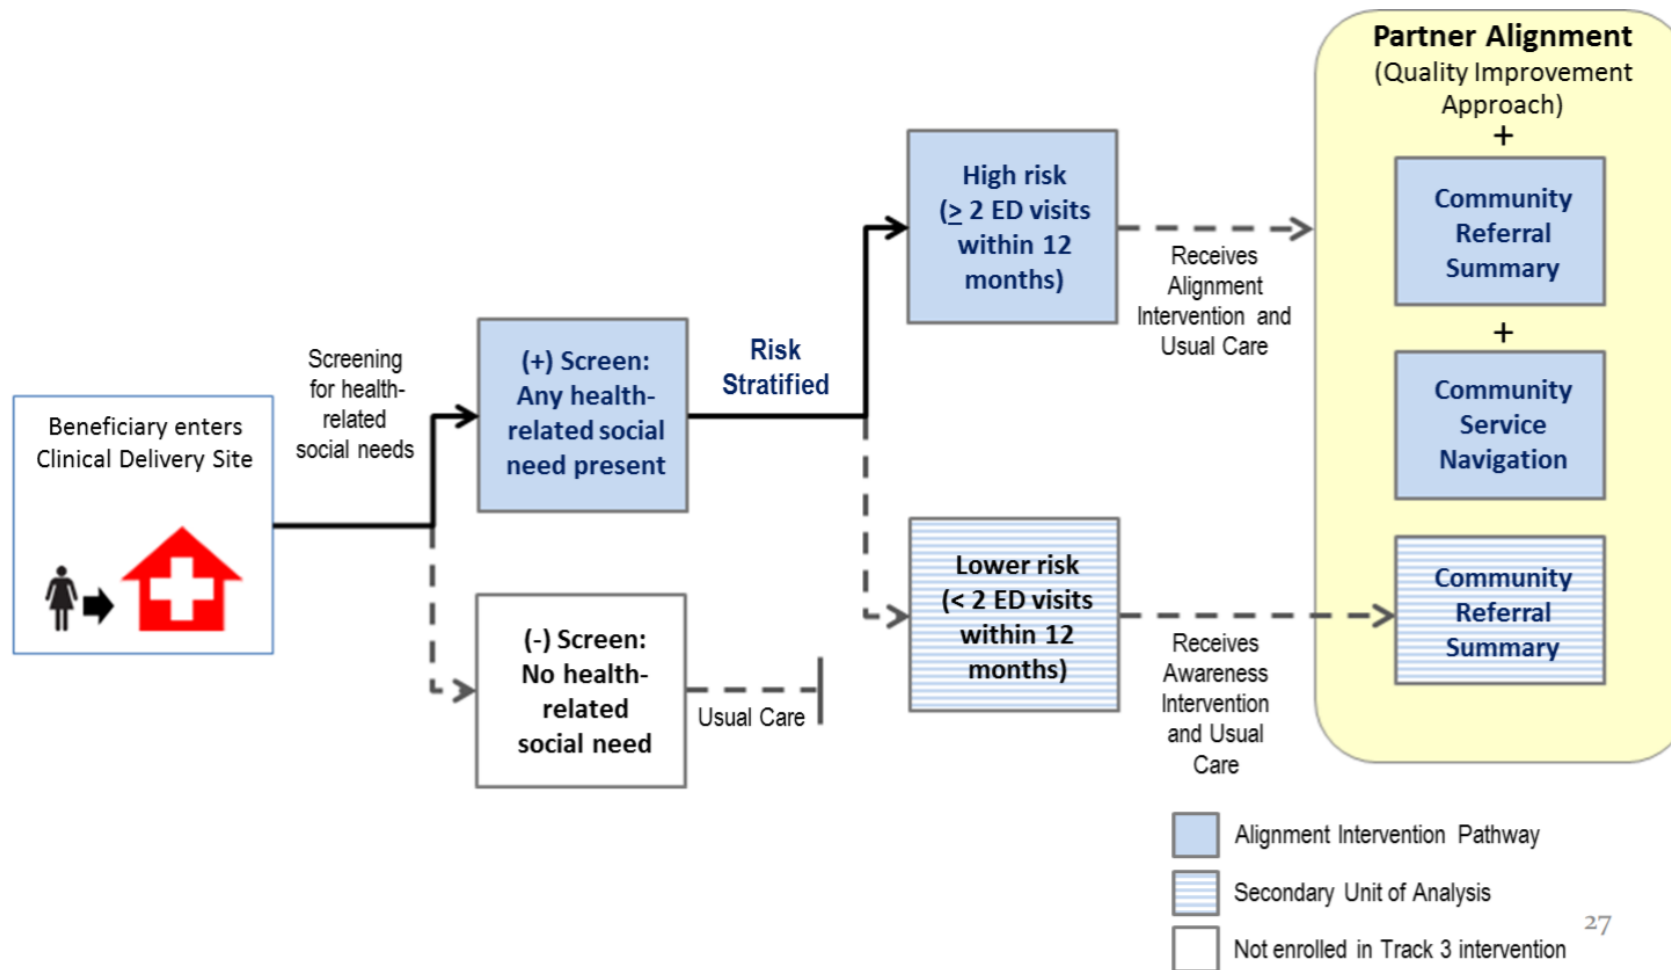 Beneficiary enters
Clinical Delivery Site
Screening
for health-
related
social needs
(+) Screen:
Any health-
related social
need present
(-) Screen:
No health-
related
social need
Usual Care
Risk
Stratified
High risk
(≥ 2 ED visits
within 12
months)
Lower risk
(< 2 ED visits
within 12
months)
Receives
Alignment
Intervention and
Usual Care
Receives
Awareness
Intervention
and Usual
Care
Partner Alignment
(Quality Improvement
Approach)
+
Community
Referral
Summary
+
Community
Service
Navigation
Community
Referral
Summary
Alignment Intervention Pathway
Secondary Unit of Analysis
Not enrolled in Track 3 intervention
27